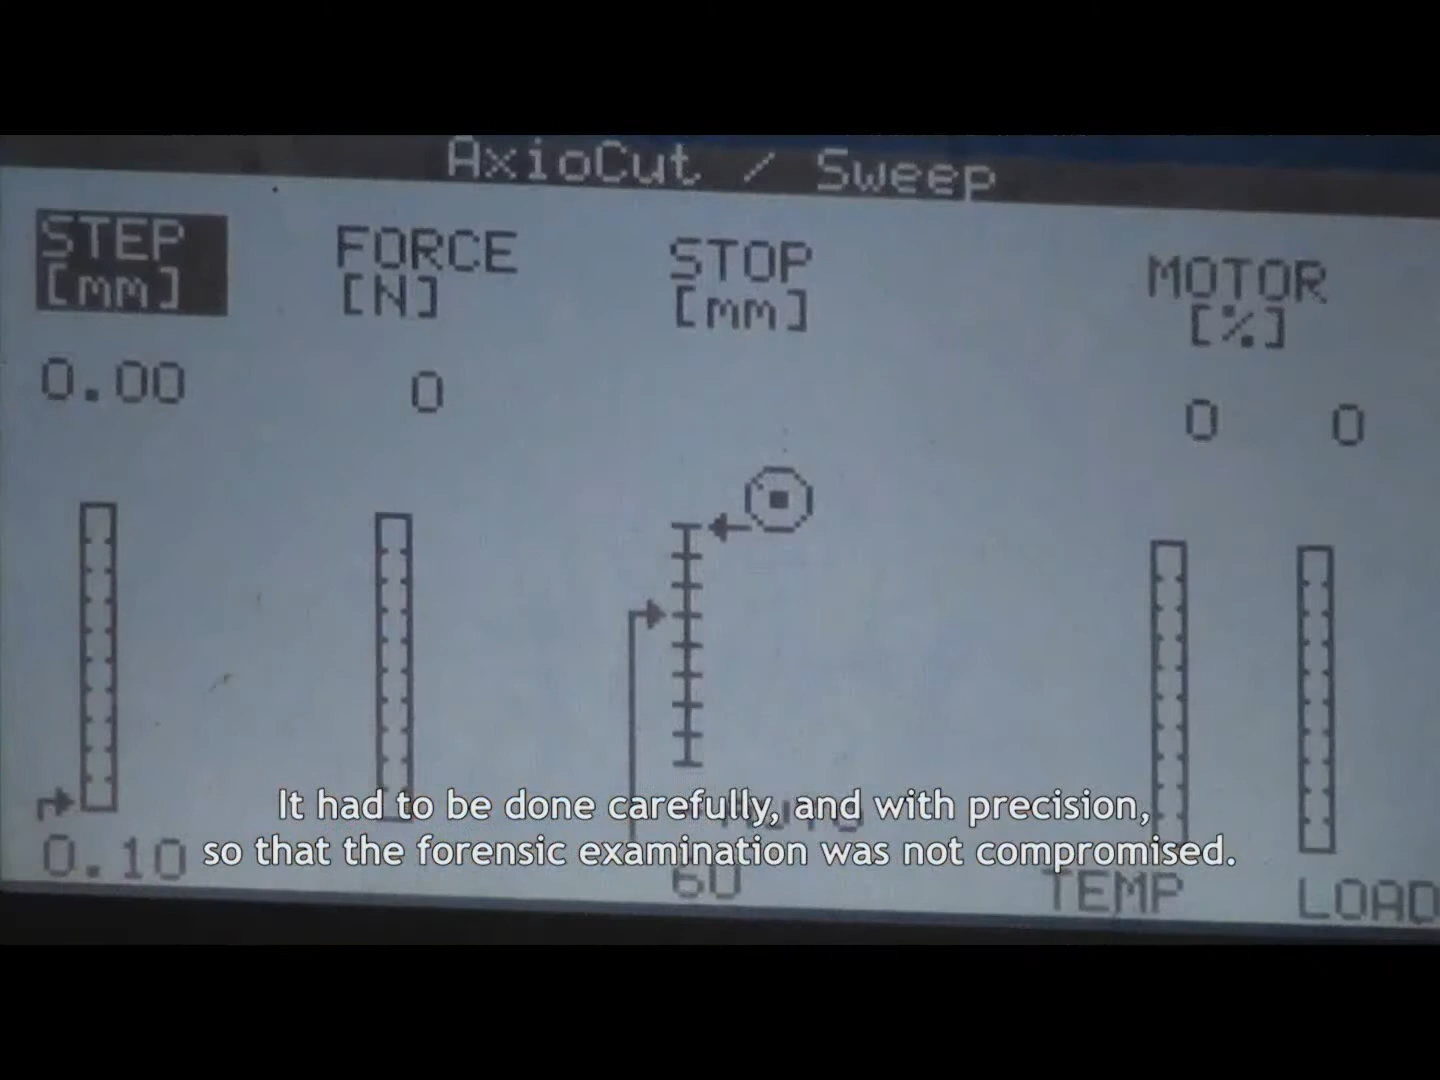 AxioCut / Sweep
STEP FORCE STOP MOTOR
[mm] [N] [mm] [%]
0.00 0 0 0
It had to be done carefully, and with precision,
so that the forensic examination was not compromised.
0.10 60 TEMP LOAD